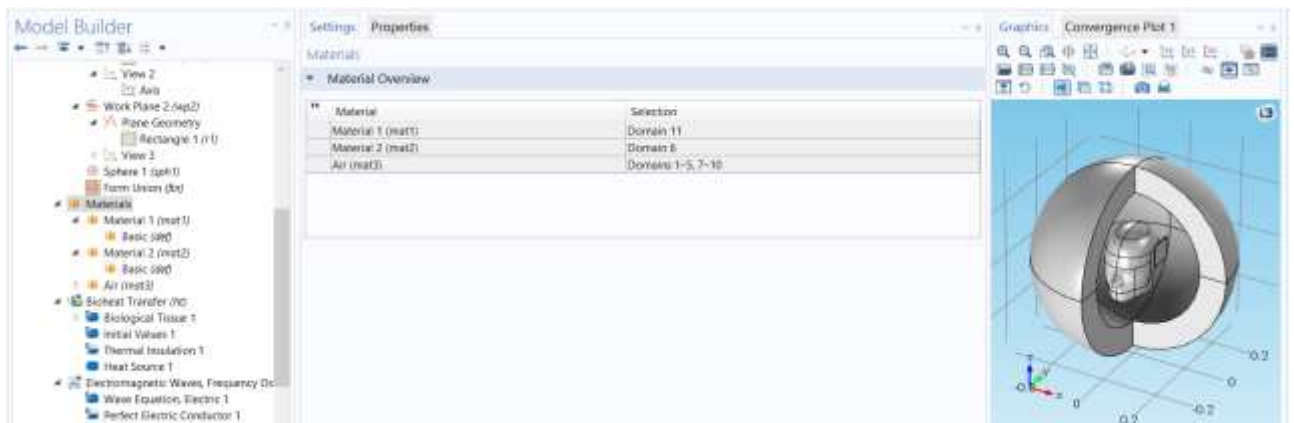 Model Builder
View 2
Axis
Work Plane 2 (wp2)
Plane Geometry
Rectangle 1 (r1)
View 3
Sphere 1 (sph1)
Form Union (fin)
Materials
Material 1 (mat1)
Basic (def)
Material 2 (mat2)
Basic (def)
Air (mat3)
Bioheat Transfer (ht)
Biological Tissue 1
Initial Values 1
Thermal Insulation 1
Heat Source 1
Electromagnetic Waves, Frequency Do
Wave Equation, Electric 1
Perfect Electric Conductor 1
Settings Properties
Materials
Material Overview
Material Selection
Material 1 (mat1) Domain 11
Material 2 (mat2) Domain 6
Air (mat3) Domains 1–5, 7–10
Graphics Convergence Plot 1
0.2
0
z
y
x
0
-0.2
0.2